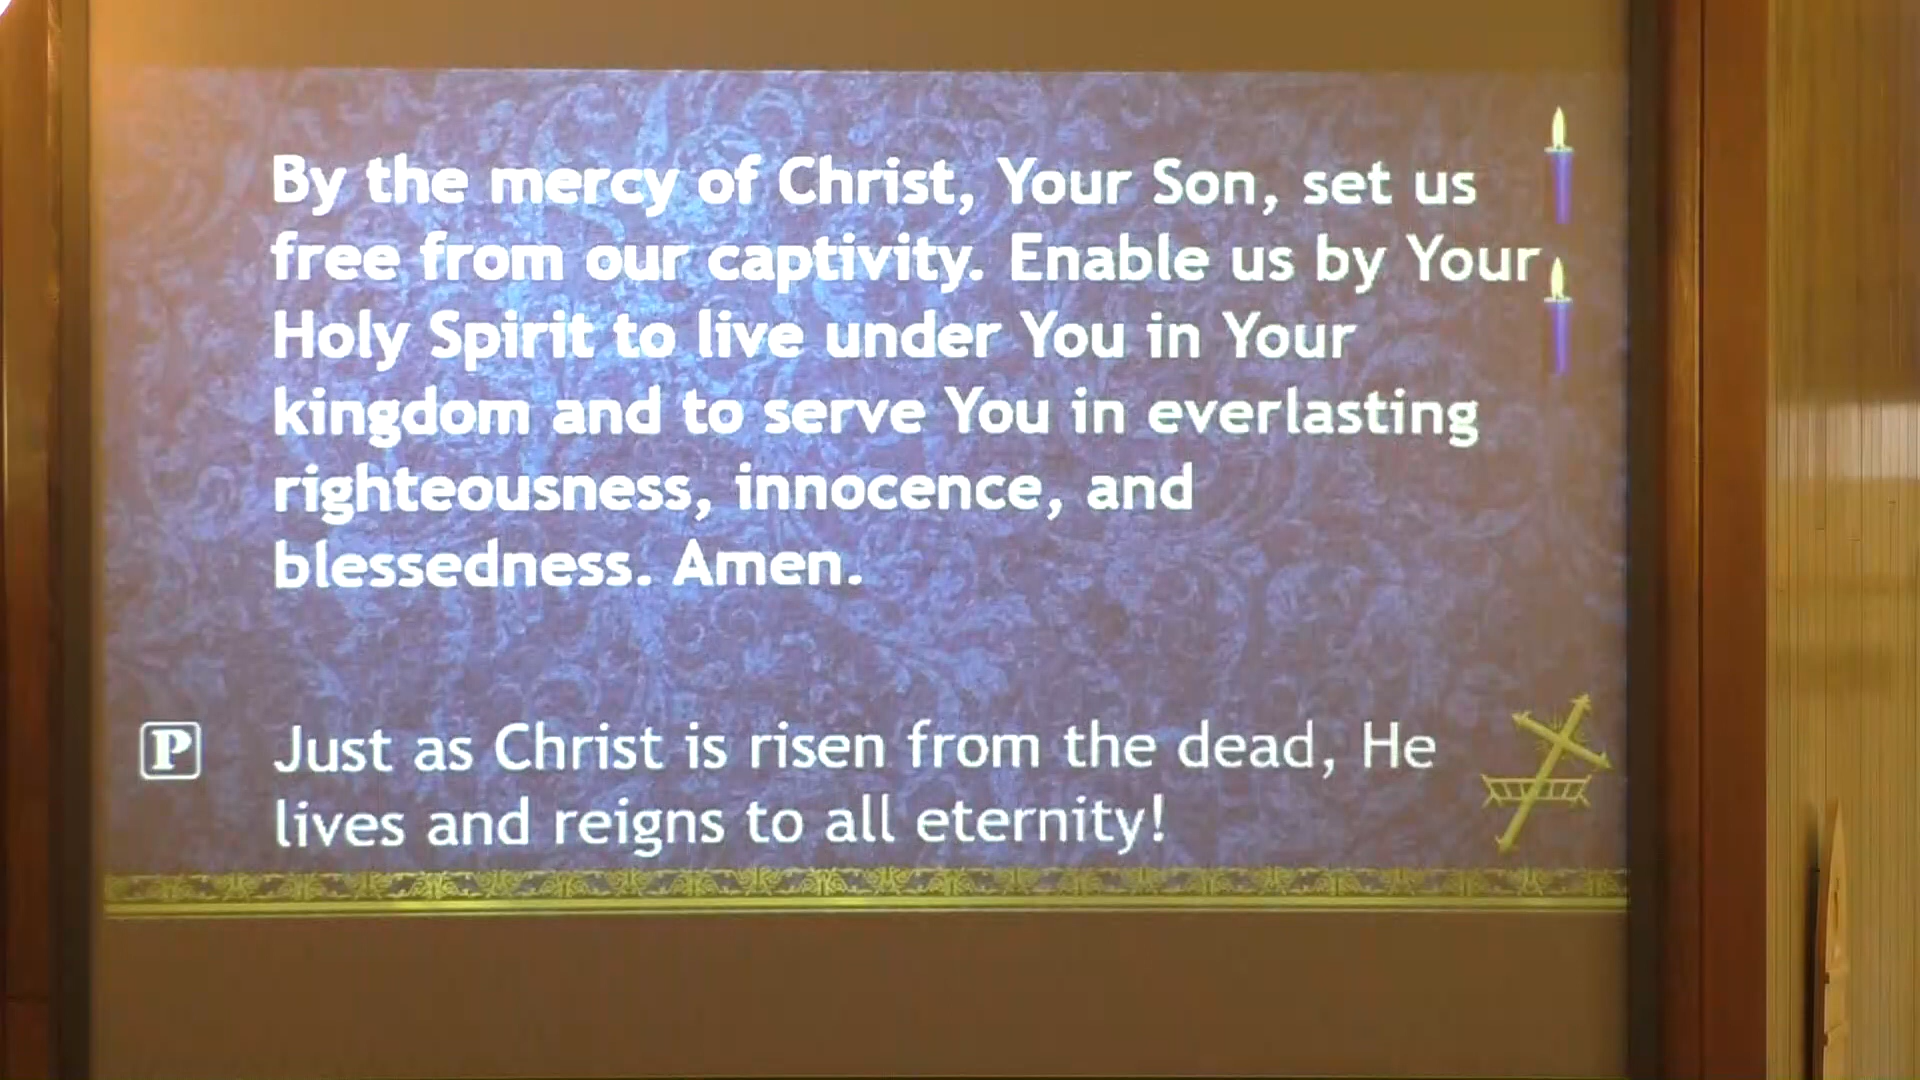 By the mercy of Christ, Your Son, set us
free from our captivity. Enable us by Your
Holy Spirit to live under You in Your
kingdom and to serve You in everlasting
righteousness, innocence, and
blessedness. Amen.
P Just as Christ is risen from the dead, He
lives and reigns to all eternity!